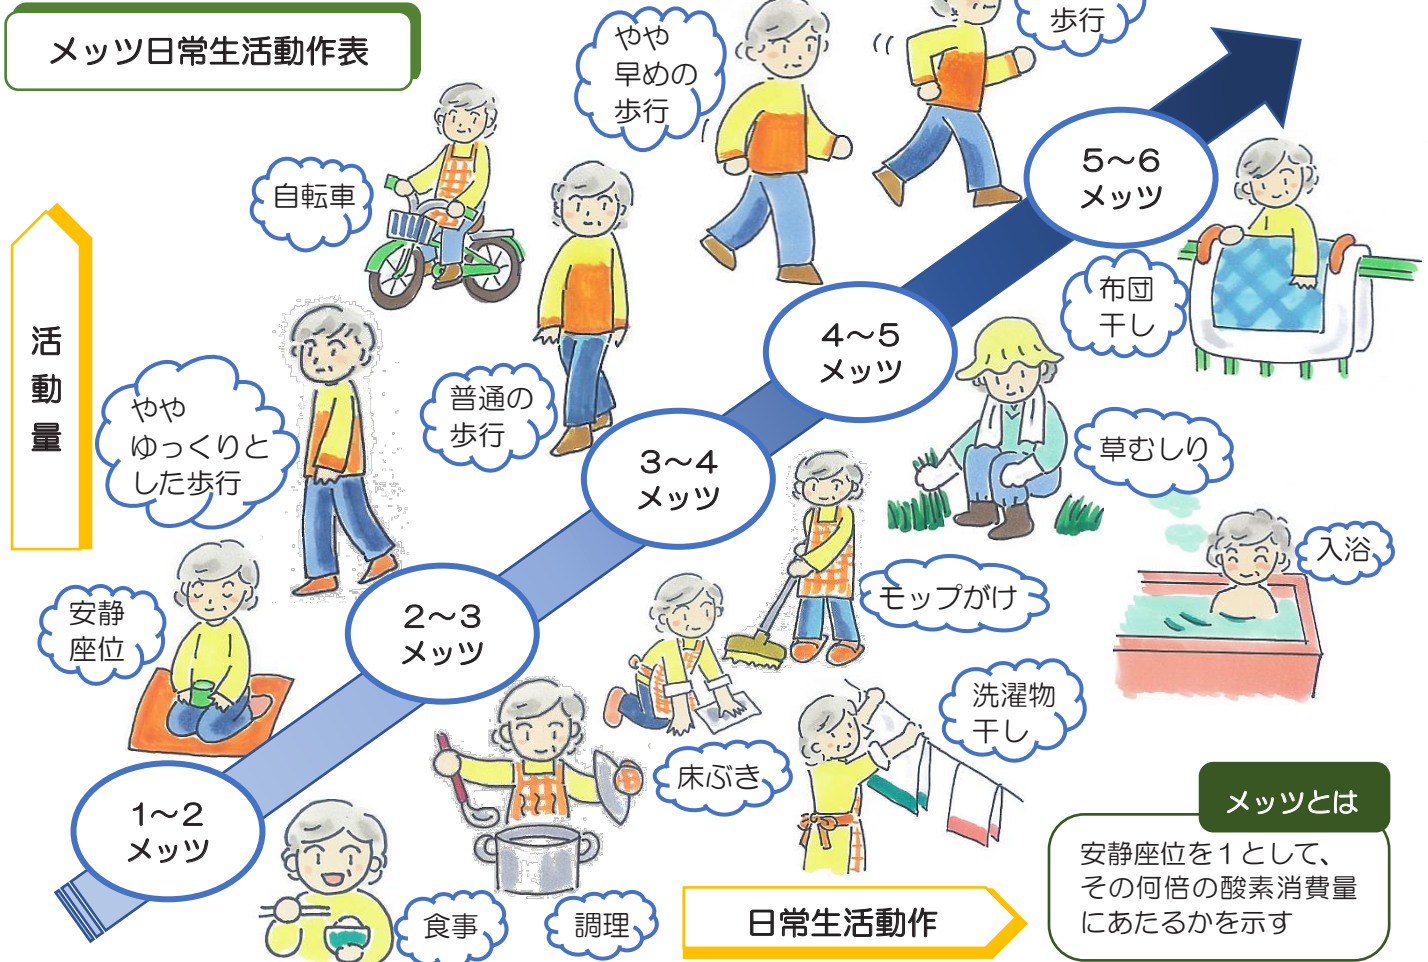 メッツ日常生活動作表
歩行
やや
早めの
歩行
5～6
メッツ
自転車
布団
干し
活
動
量
4～5
メッツ
普通の
歩行
やや
ゆっくりと
した歩行
草むしり
3～4
メッツ
入浴
モップがけ
安静
座位
2～3
メッツ
洗濯物
干し
床ぶき
1～2
メッツ
食事
調理
日常生活動作
メッツとは
安静座位を１として、
その何倍の酸素消費量
にあたるかを示す